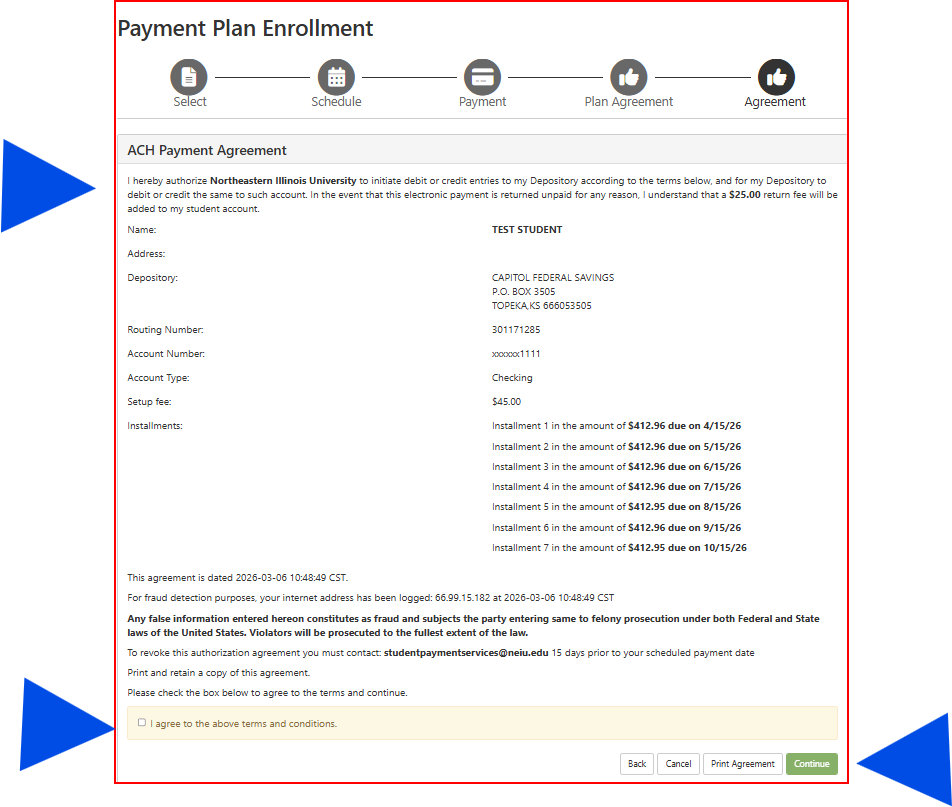 Payment Plan Enrollment
Select
Schedule
Payment
Plan Agreement
Agreement
ACH Payment Agreement
I hereby authorize Northeastern Illinois University to initiate debit or credit entries to my Depository according to the terms below, and for my Depository to
debit or credit the same to such account. In the event that this electronic payment is returned unpaid for any reason, I understand that a $25.00 return fee will be
added to my student account.
Name: TEST STUDENT
Address:
Depository: CAPITOL FEDERAL SAVINGS
P.O. BOX 3505
TOPEKA,KS 666053505
Routing Number: 301171285
Account Number: xxxxxx1111
Account Type: Checking
Setup fee: $45.00
Installments: Installment 1 in the amount of $412.96 due on 4/15/26
Installment 2 in the amount of $412.96 due on 5/15/26
Installment 3 in the amount of $412.96 due on 6/15/26
Installment 4 in the amount of $412.96 due on 7/15/26
Installment 5 in the amount of $412.95 due on 8/15/26
Installment 6 in the amount of $412.96 due on 9/15/26
Installment 7 in the amount of $412.95 due on 10/15/26
This agreement is dated 2026-03-06 10:48:49 CST.
For fraud detection purposes, your internet address has been logged: 66.99.15.182 at 2026-03-06 10:48:49 CST
Any false information entered hereon constitutes as fraud and subjects the party entering same to felony prosecution under both Federal and State
laws of the United States. Violators will be prosecuted to the fullest extent of the law.
To revoke this authorization agreement you must contact: studentpaymentservices@neiu.edu 15 days prior to your scheduled payment date
Print and retain a copy of this agreement.
Please check the box below to agree to the terms and continue.
I agree to the above terms and conditions.
Back
Cancel
Print Agreement
Continue